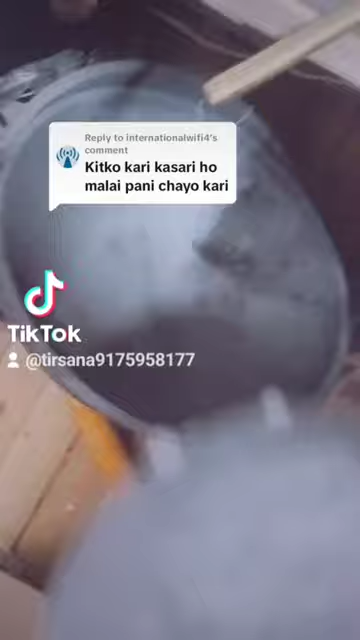 Reply to internationalwifi4's
comment
Kitko kari kasari ho
malai pani chayo kari
TikTok
@tirsana9175958177